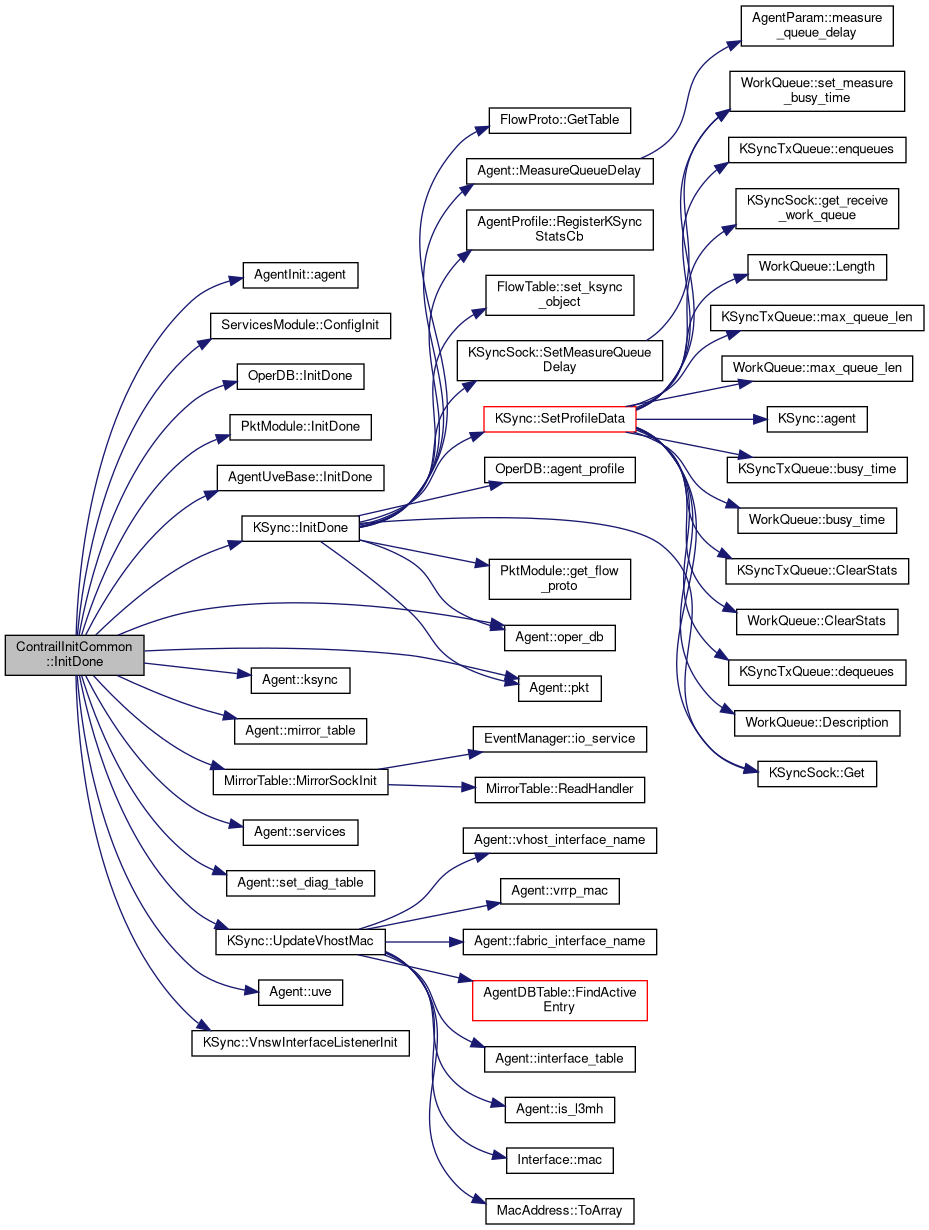 ContrailInitCommon
::InitDone
AgentInit::agent
ServicesModule::ConfigInit
OperDB::InitDone
PktModule::InitDone
AgentUveBase::InitDone
KSync::InitDone
Agent::ksync
Agent::mirror_table
MirrorTable::MirrorSockInit
Agent::services
Agent::set_diag_table
KSync::UpdateVhostMac
Agent::uve
KSync::VnswInterfaceListenerInit
FlowProto::GetTable
Agent::MeasureQueueDelay
AgentProfile::RegisterKSync
StatsCb
FlowTable::set_ksync
_object
KSyncSock::SetMeasureQueue
Delay
KSync::SetProfileData
OperDB::agent_profile
PktModule::get_flow
_proto
Agent::oper_db
Agent::pkt
EventManager::io_service
MirrorTable::ReadHandler
Agent::vhost_interface_name
Agent::vrrp_mac
Agent::fabric_interface_name
AgentDBTable::FindActive
Entry
Agent::interface_table
Agent::is_l3mh
Interface::mac
MacAddress::ToArray
AgentParam::measure
_queue_delay
WorkQueue::set_measure
_busy_time
KSyncTxQueue::enqueues
KSyncSock::get_receive
_work_queue
WorkQueue::Length
KSyncTxQueue::max_queue_len
WorkQueue::max_queue_len
KSync::agent
KSyncTxQueue::busy_time
WorkQueue::busy_time
KSyncTxQueue::ClearStats
WorkQueue::ClearStats
KSyncTxQueue::dequeues
WorkQueue::Description
KSyncSock::Get